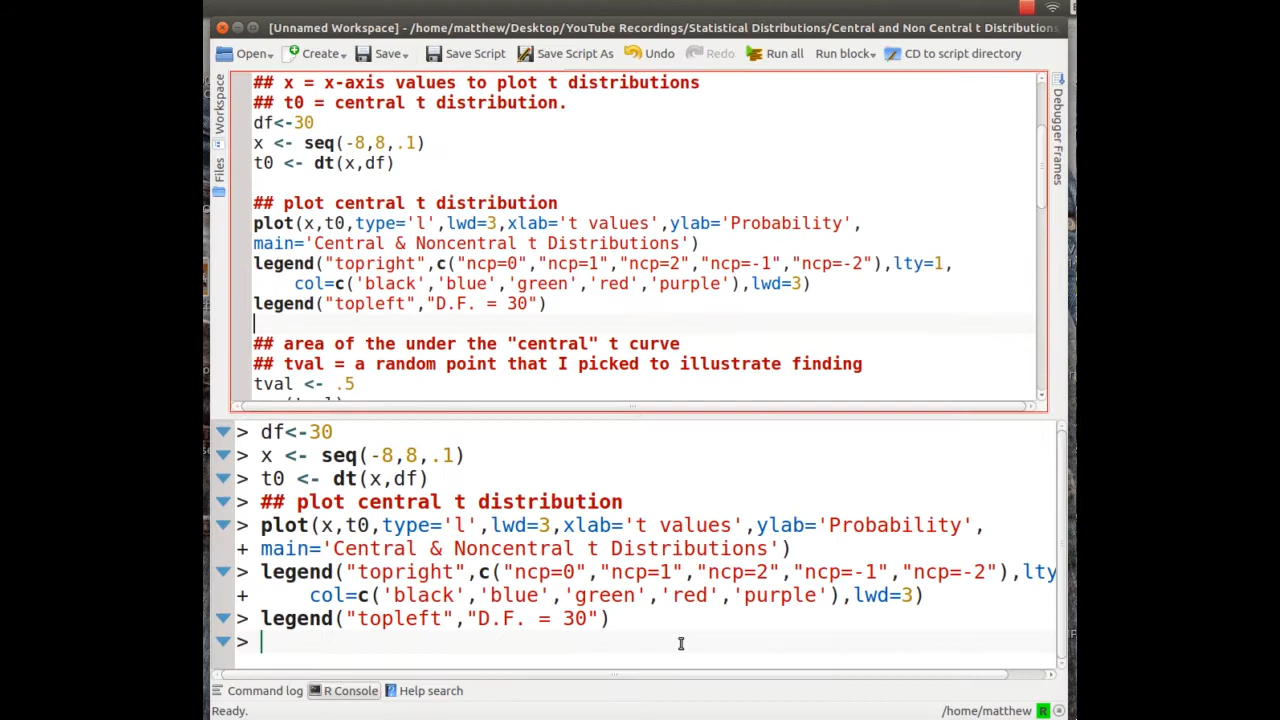 [Unnamed Workspace] - /home/matthew/Desktop/YouTube Recordings/Statistical Distributions/Central and Non Central t Distributions
Open Create Save Save Script Save Script As Undo Redo Run all Run block CD to script directory
Workspace
Files
## x = x-axis values to plot t distributions
## t0 = central t distribution.
df<-30
x <- seq(-8,8,.1)
t0 <- dt(x,df)
## plot central t distribution
plot(x,t0,type='l',lwd=3,xlab='t values',ylab='Probability',
main='Central & Noncentral t Distributions')
legend("topright",c("ncp=0","ncp=1","ncp=2","ncp=-1","ncp=-2"),lty=1,
col=c('black','blue','green','red','purple'),lwd=3)
legend("topleft","D.F. = 30")
## area of the under the "central" t curve
## tval = a random point that I picked to illustrate finding
tval <- .5
Debugger Frames
> df<-30
> x <- seq(-8,8,.1)
> t0 <- dt(x,df)
> ## plot central t distribution
> plot(x,t0,type='l',lwd=3,xlab='t values',ylab='Probability',
+ main='Central & Noncentral t Distributions')
> legend("topright",c("ncp=0","ncp=1","ncp=2","ncp=-1","ncp=-2"),lty
+ col=c('black','blue','green','red','purple'),lwd=3)
> legend("topleft","D.F. = 30")
>
Command log R Console Help search
Ready. /home/matthew R